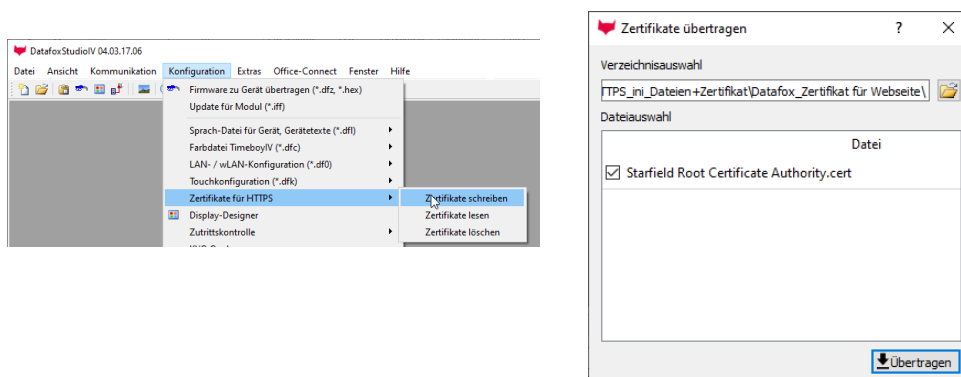 DatafoxStudioIV 04.03.17.06
Datei Ansicht Kommunikation Konfiguration Extras Office-Connect Fenster Hilfe
Firmware zu Gerät übertragen (*.dfz, *.hex)
Update für Modul (*.iff)
Sprach-Datei für Gerät, Gerätetexte (*.dfl)
Farbdatei TimeboyIV (*.dfc)
LAN- / wLAN-Konfiguration (*.df0)
Touchkonfiguration (*.dfk)
Zertifikate für HTTPS
Zertifikate schreiben
Display-Designer
Zertifikate lesen
Zutrittskontrolle
Zertifikate löschen
Zertifikate übertragen
Verzeichnisauswahl
TTPS_ini_Dateien+Zertifikat\Datafox_Zertifikat für Webseite\
Dateiauswahl
Datei
Starfield Root Certificate Authority.cert
Übertragen